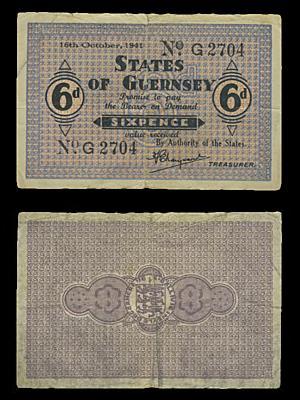 16th October, 1941
No G 2704
STATES
OF GUERNSEY
6d
6d
Promise to pay
the Bearer on Demand
SIXPENCE
value received
No G 2704
By Authority of the States.
TREASURER.